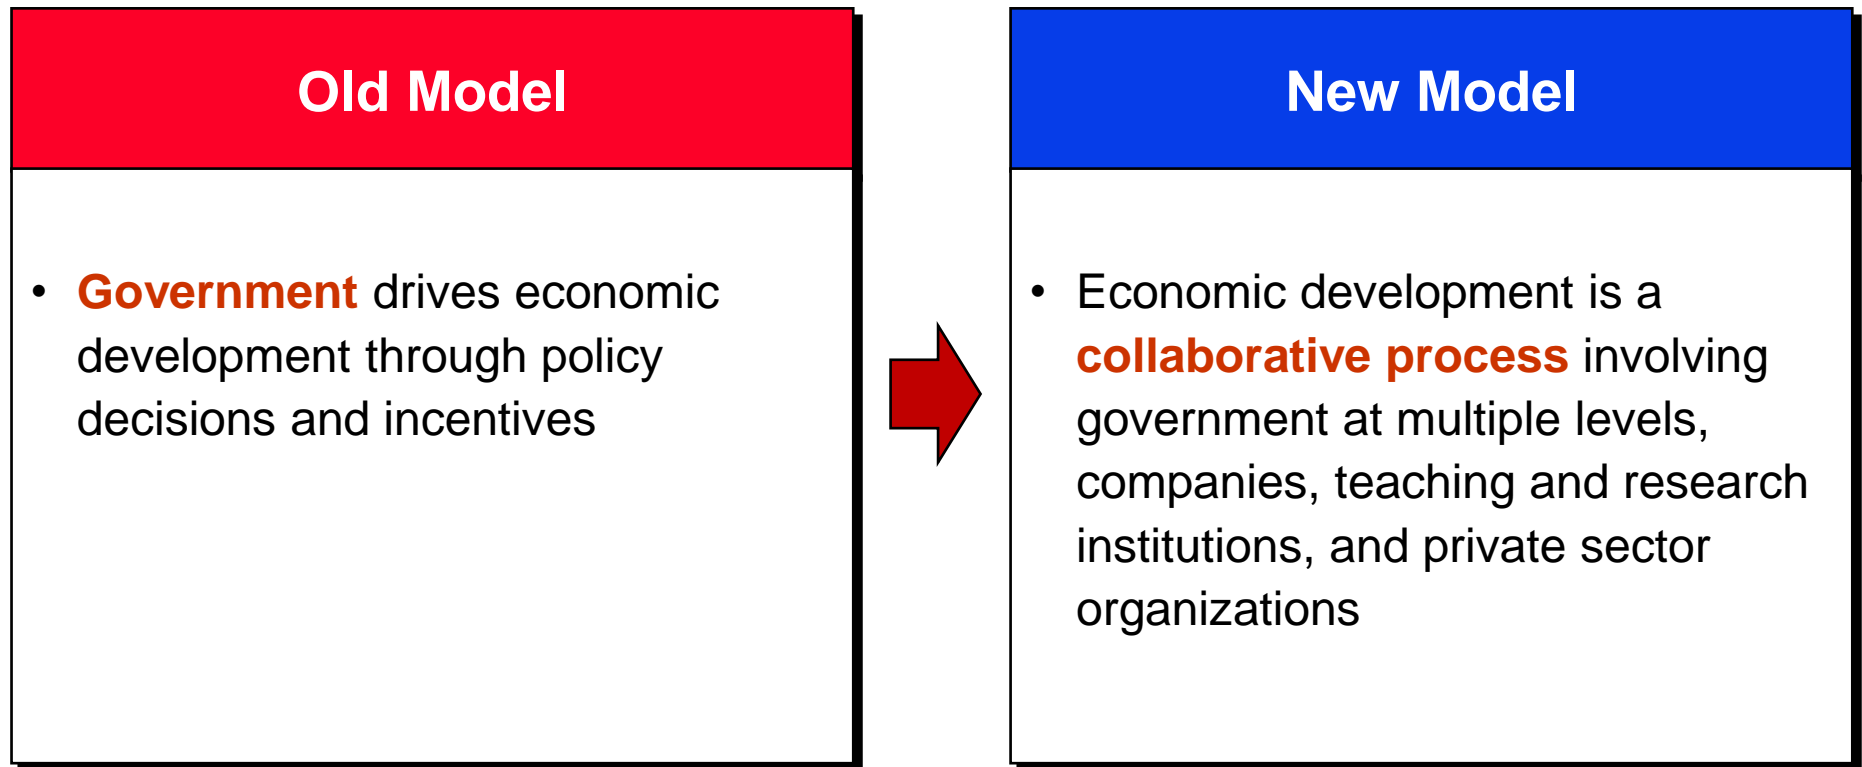 Old Model
• Government drives economic
development through policy
decisions and incentives
New Model
• Economic development is a
collaborative process involving
government at multiple levels,
companies, teaching and research
institutions, and private sector
organizations